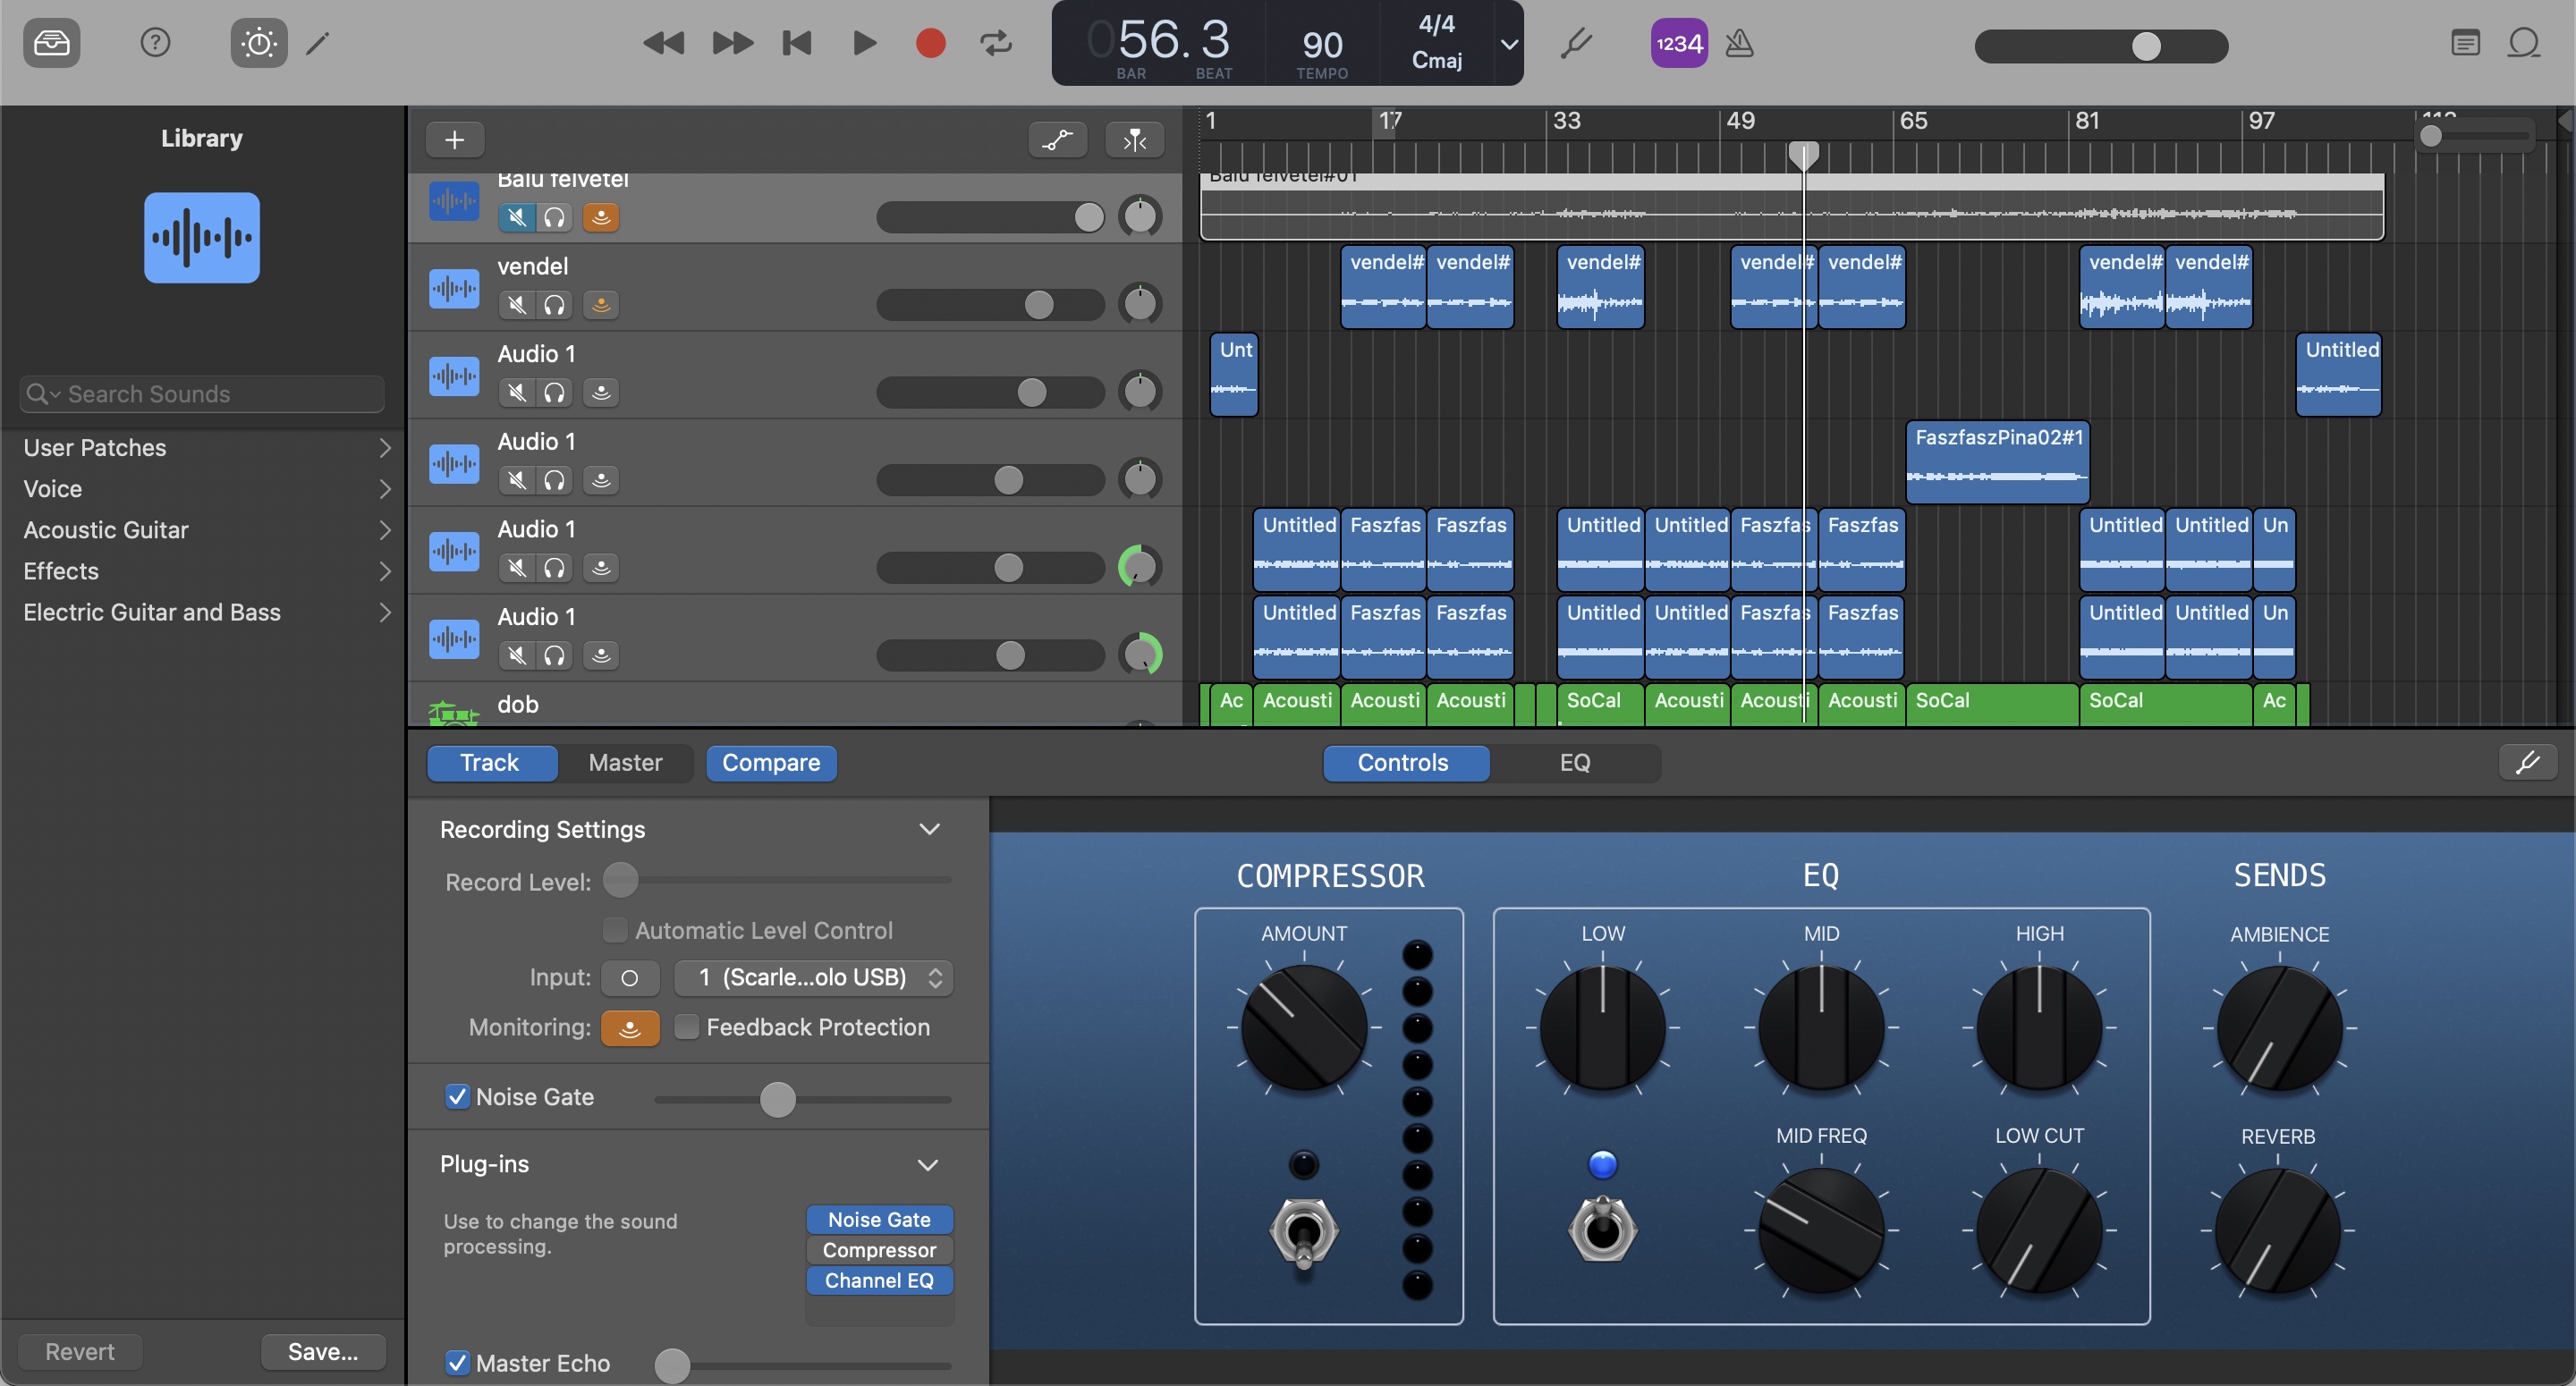 056.3
BAR
BEAT
90
TEMPO
4/4
Cmaj
1234
Library
Search Sounds
User Patches
Voice
Acoustic Guitar
Effects
Electric Guitar and Bass
Revert
Save...
1
17
33
49
65
81
97
Balu felvetel
Balu felvetel#01
vendel
vendel#
vendel#
vendel#
vendel#
vendel#
vendel#
vendel#
Audio 1
Unt
Untitled
Audio 1
FaszfaszPina02#1
Audio 1
Untitled
Faszfas
Faszfas
Untitled
Untitled
Faszfas
Faszfas
Untitled
Untitled
Un
Audio 1
Untitled
Faszfas
Faszfas
Untitled
Untitled
Faszfas
Faszfas
Untitled
Untitled
Un
dob
Ac
Acousti
Acousti
Acousti
SoCal
Acousti
Acousti
Acousti
SoCal
SoCal
Ac
Track
Master
Compare
Controls
EQ
Recording Settings
Record Level:
Automatic Level Control
Input:
1 (Scarle...olo USB)
Monitoring:
Feedback Protection
Noise Gate
Plug-ins
Use to change the sound
processing.
Noise Gate
Compressor
Channel EQ
Master Echo
COMPRESSOR
AMOUNT
EQ
LOW
MID
HIGH
MID FREQ
LOW CUT
SENDS
AMBIENCE
REVERB